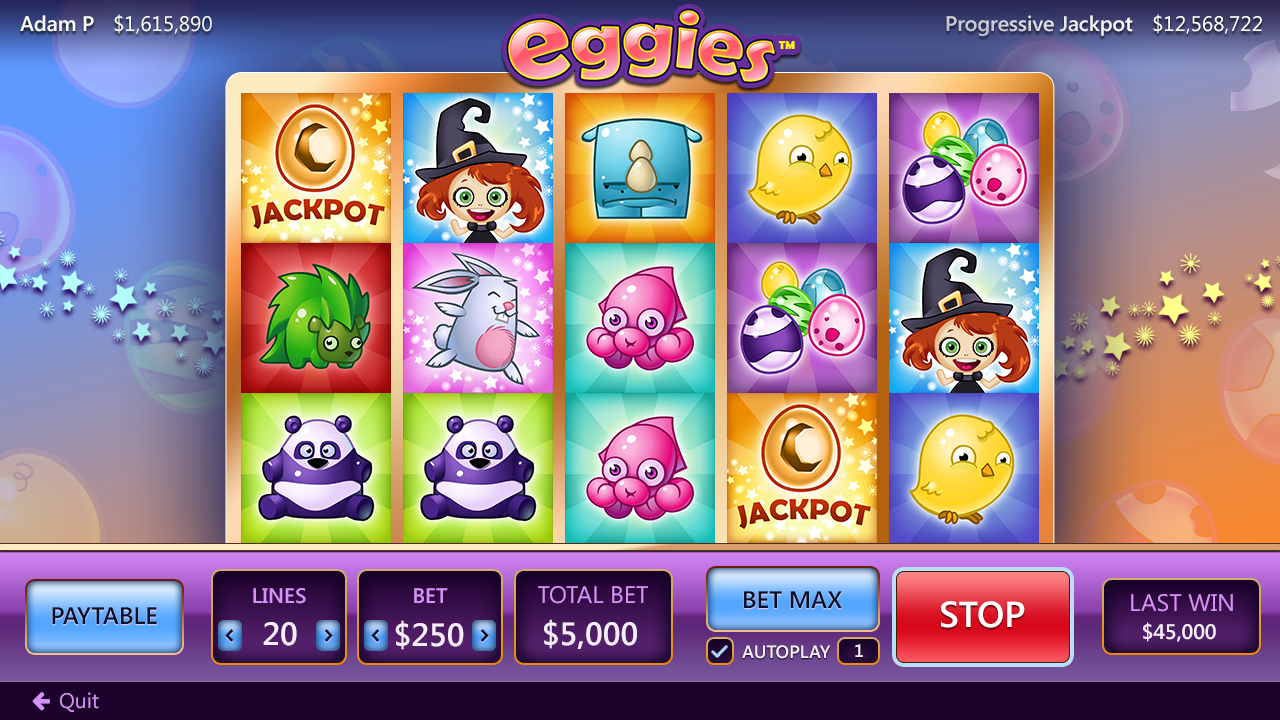 Adam P $1,615,890
eggies™
Progressive Jackpot $12,568,722
JACKPOT
JACKPOT
PAYTABLE
LINES
< 20 >
BET
< $250 >
TOTAL BET
$5,000
BET MAX
AUTOPLAY 1
STOP
LAST WIN
$45,000
Quit